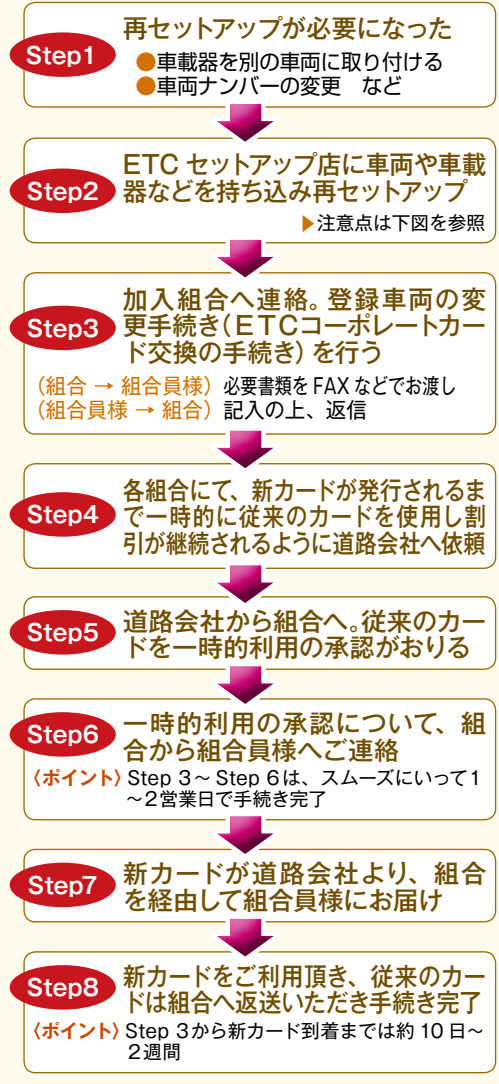 Step1
再セットアップが必要になった
●車載器を別の車両に取り付ける
●車両ナンバーの変更　など
Step2
ETC セットアップ店に車両や車載
器などを持ち込み再セットアップ
▶注意点は下図を参照
Step3
加入組合へ連絡。登録車両の変
更手続き(ETCコーポレートカー
ド交換の手続き) を行う
(組合 → 組合員様) 必要書類を FAX などでお渡し
(組合員様 → 組合) 記入の上、返信
Step4
各組合にて、新カードが発行されるま
で一時的に従来のカードを使用し割
引が継続されるように道路会社へ依頼
Step5
道路会社から組合へ。従来のカー
ドを一時的利用の承認がおりる
Step6
一時的利用の承認について、組
合から組合員様へご連絡
〈ポイント〉 Step 3～ Step 6は、スムーズにいって1
～2営業日で手続き完了
Step7
新カードが道路会社より、組合
を経由して組合員様にお届け
Step8
新カードをご利用頂き、従来のカー
ドは組合へ返送いただき手続き完了
〈ポイント〉 Step 3から新カード到着までは約 10 日～
2週間